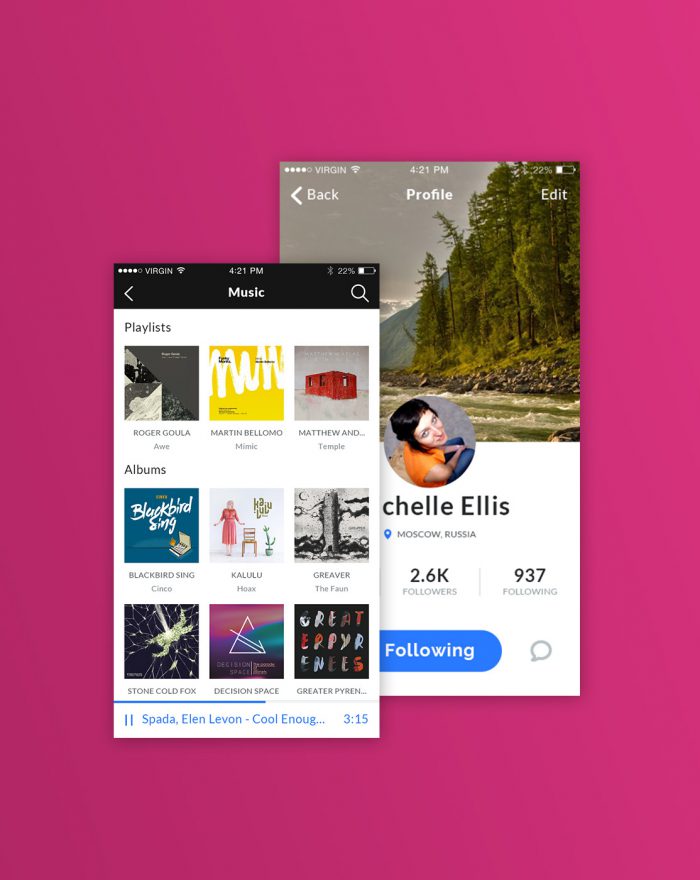 VIRGIN 4:21 PM 22%
Back Profile Edit
VIRGIN 4:21 PM 22%
Music
Playlists
ROGER GOULA
Awe
MARTIN BELLOMO
Mimic
MATTHEW AND...
Temple
Albums
Blackbird
Sing
kalulu
BLACKBIRD SING
Cinco
KALULU
Hoax
GREAVER
The Faun
DECISION
SPACE
GREAT
ERPYR
ENEES
STONE COLD FOX
DECISION SPACE
GREATER PYREN...
Spada, Elen Levon - Cool Enoug... 3:15
chelle Ellis
MOSCOW, RUSSIA
2.6K
FOLLOWERS
937
FOLLOWING
Following